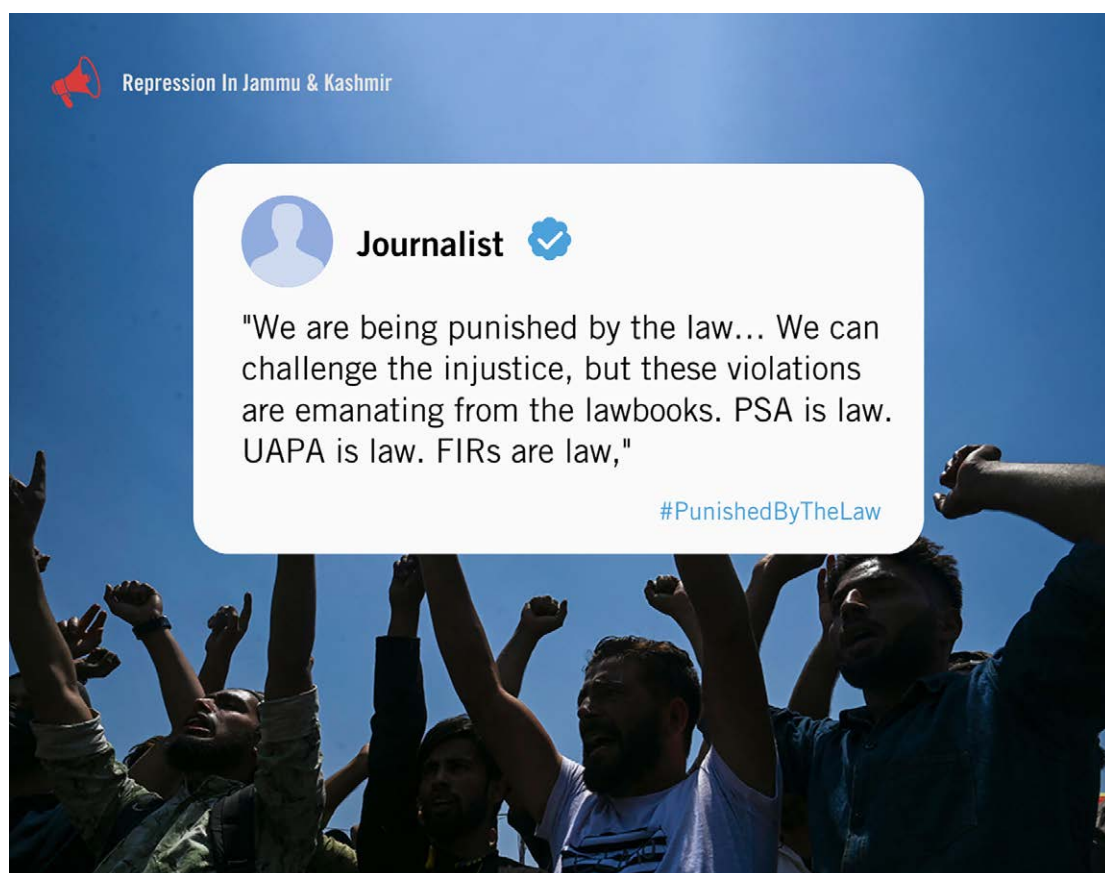 Repression In Jammu & Kashmir
Journalist
"We are being punished by the law... We can
challenge the injustice, but these violations
are emanating from the lawbooks. PSA is law.
UAPA is law. FIRs are law,"
#PunishedByTheLaw